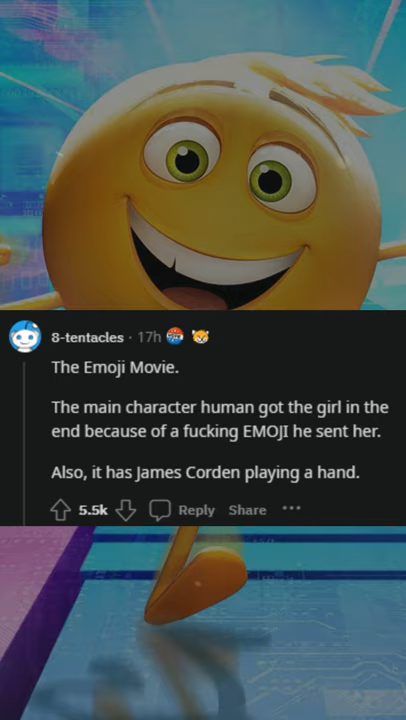 8-tentacles · 17h
The Emoji Movie.
The main character human got the girl in the
end because of a fucking EMOJI he sent her.
Also, it has James Corden playing a hand.
5.5k Reply Share ···